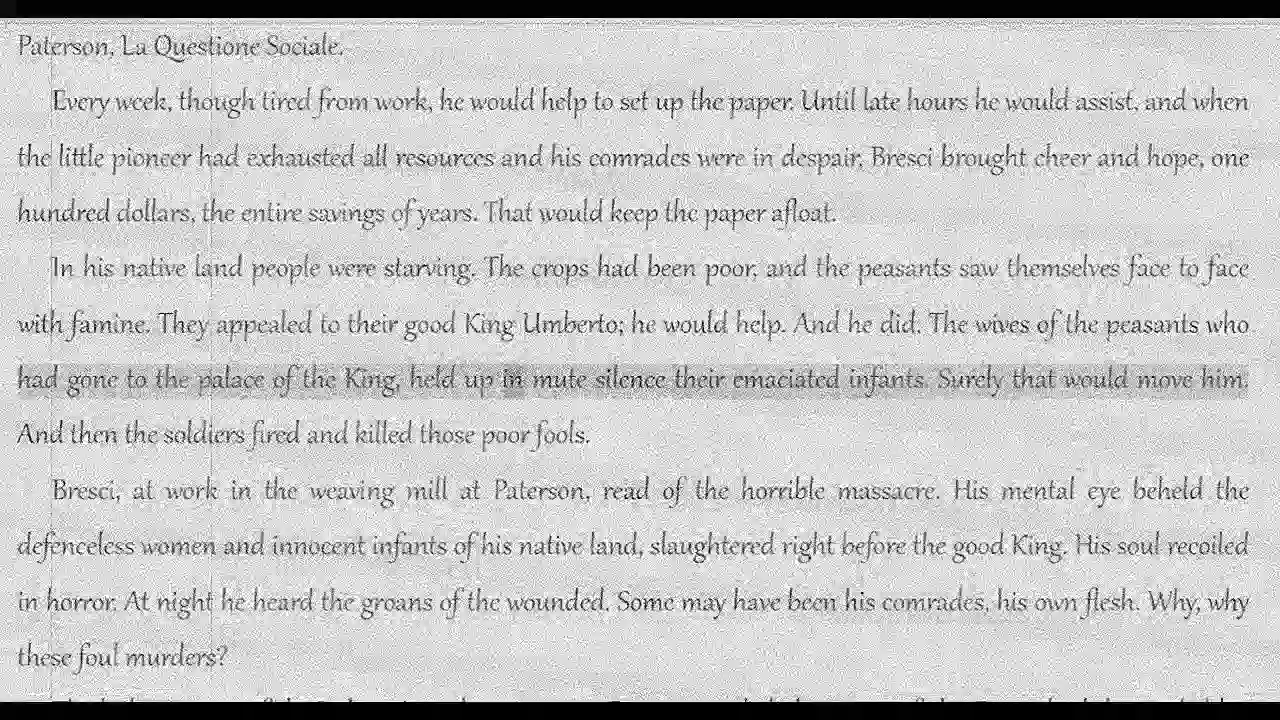 Paterson, La Questione Sociale.
Every week, though tired from work, he would help to set up the paper. Until late hours he would assist, and when
the little pioneer had exhausted all resources and his comrades were in despair, Bresci brought cheer and hope, one
hundred dollars, the entire savings of years. That would keep the paper afloat.
In his native land people were starving. The crops had been poor, and the peasants saw themselves face to face
with famine. They appealed to their good King Umberto; he would help. And he did. The wives of the peasants who
had gone to the palace of the King, held up in mute silence their emaciated infants. Surely that would move him.
And then the soldiers fired and killed those poor fools.
Bresci, at work in the weaving mill at Paterson, read of the horrible massacre. His mental eye beheld the
defenceless women and innocent infants of his native land, slaughtered right before the good King. His soul recoiled
in horror. At night he heard the groans of the wounded. Some may have been his comrades, his own flesh. Why, why
these foul murders?